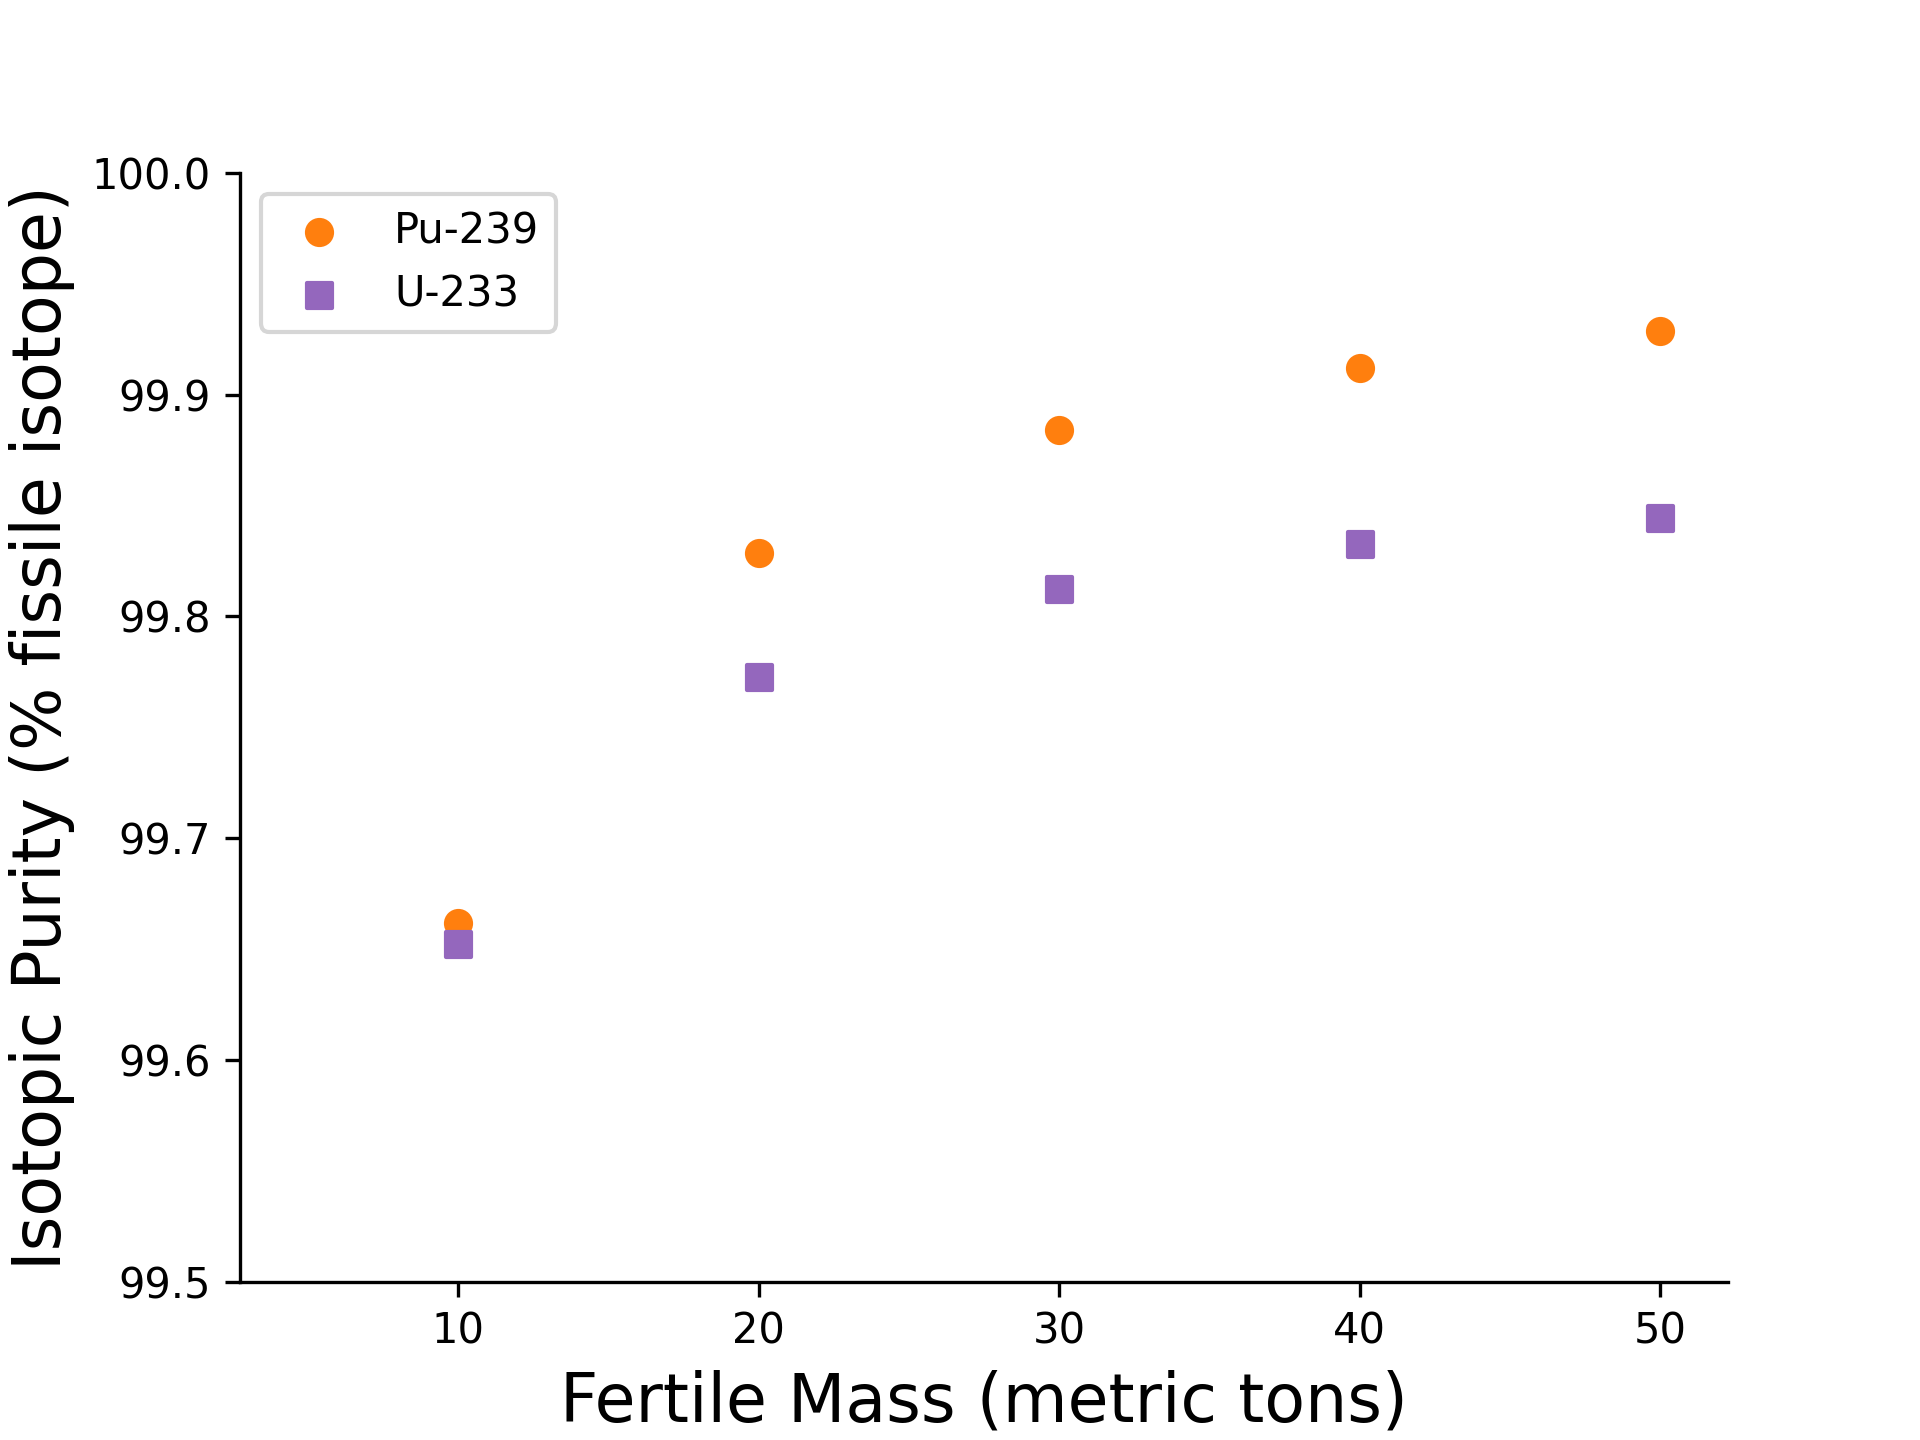 Isotopic Purity (% fissile isotope)
100.0
99.9
99.8
99.7
99.6
99.5
Pu-239
U-233
10 20 30 40 50
Fertile Mass (metric tons)